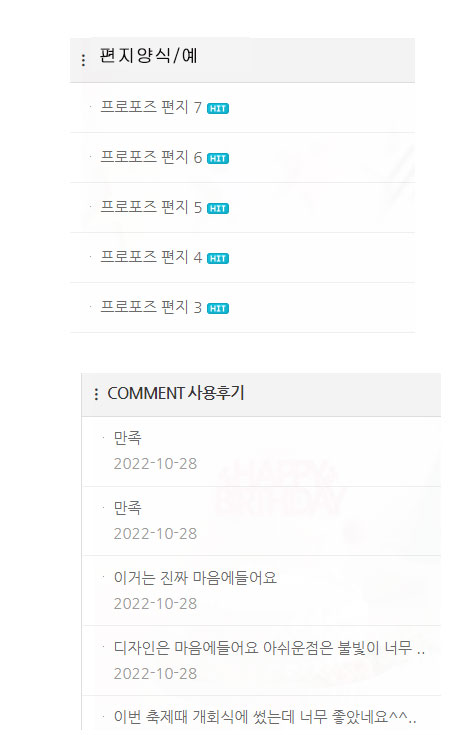 편지양식/예
프로포즈 편지 7 HIT
프로포즈 편지 6 HIT
프로포즈 편지 5 HIT
프로포즈 편지 4 HIT
프로포즈 편지 3 HIT
COMMENT 사용후기
만족
2022-10-28
HAPPY
BIRTHDAY
만족
2022-10-28
이거는 진짜 마음에들어요
2022-10-28
디자인은 마음에들어요 아쉬운점은 불빛이 너무 ..
2022-10-28
이번 축제때 개회식에 썼는데 너무 좋았네요^^..